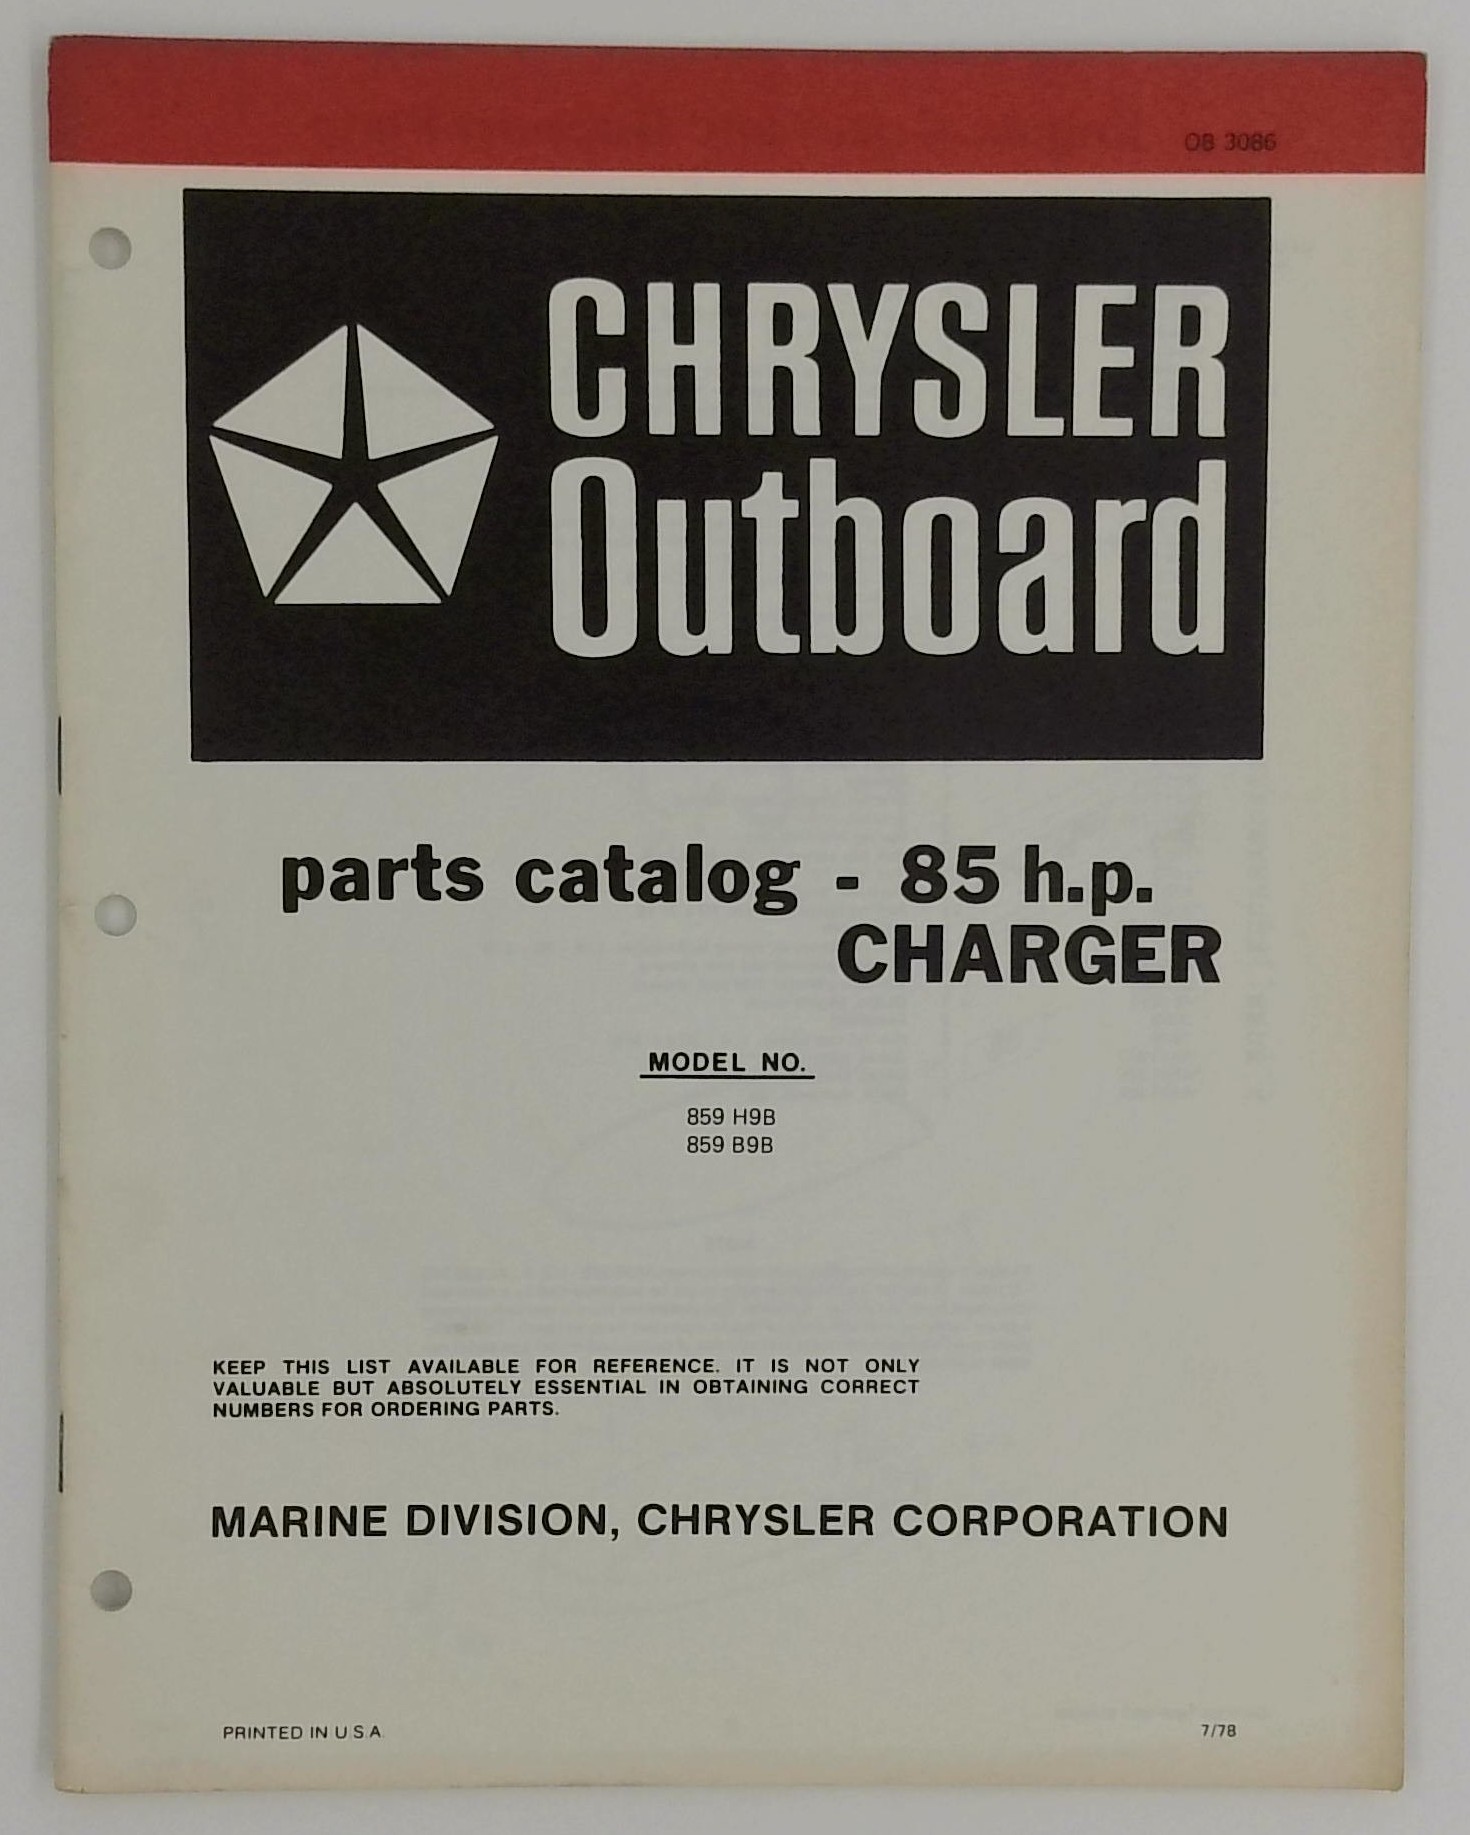 OB 3086
CHRYSLER
Outboard
parts catalog - 85 h.p.
CHARGER
MODEL NO.
859 H9B
859 B9B
KEEP THIS LIST AVAILABLE FOR REFERENCE. IT IS NOT ONLY
VALUABLE BUT ABSOLUTELY ESSENTIAL IN OBTAINING CORRECT
NUMBERS FOR ORDERING PARTS.
MARINE DIVISION, CHRYSLER CORPORATION
PRINTED IN U.S.A.
7/78